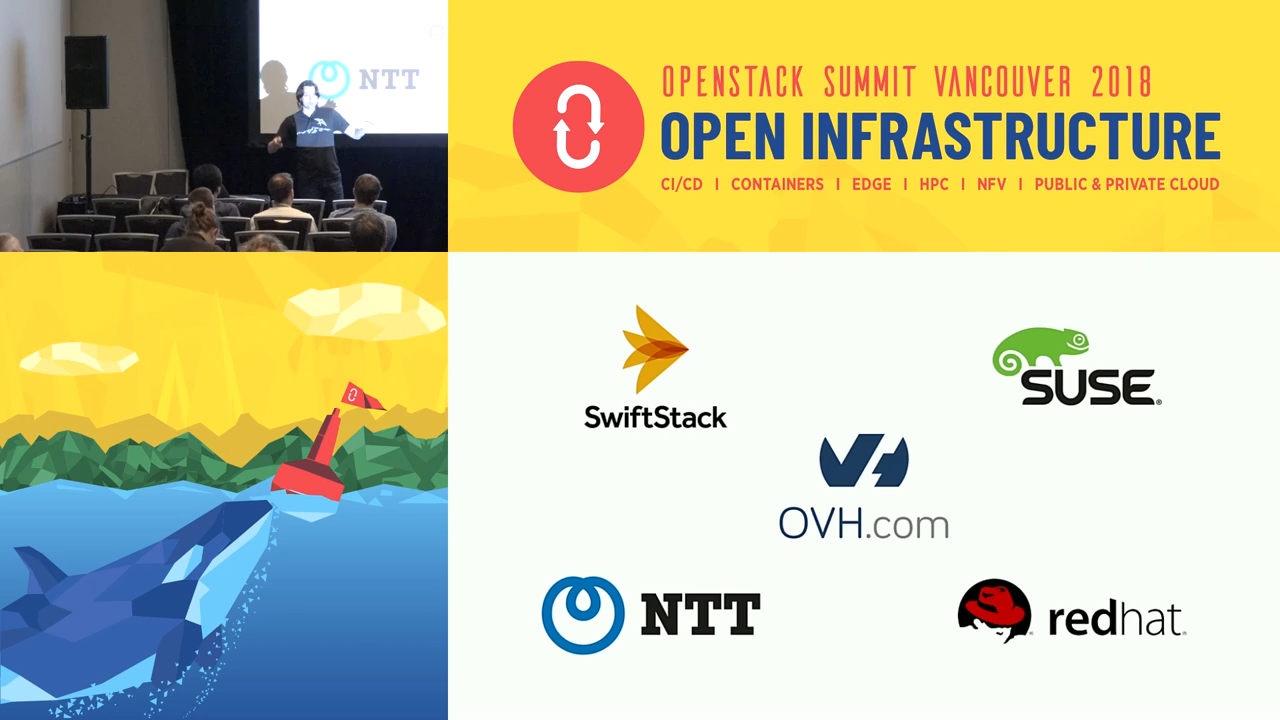 NTT
OPENSTACK SUMMIT VANCOUVER 2018
OPEN INFRASTRUCTURE
CI/CD | CONTAINERS | EDGE | HPC | NFV | PUBLIC & PRIVATE CLOUD
SwiftStack
SUSE®
OVH.com
NTT
redhat®